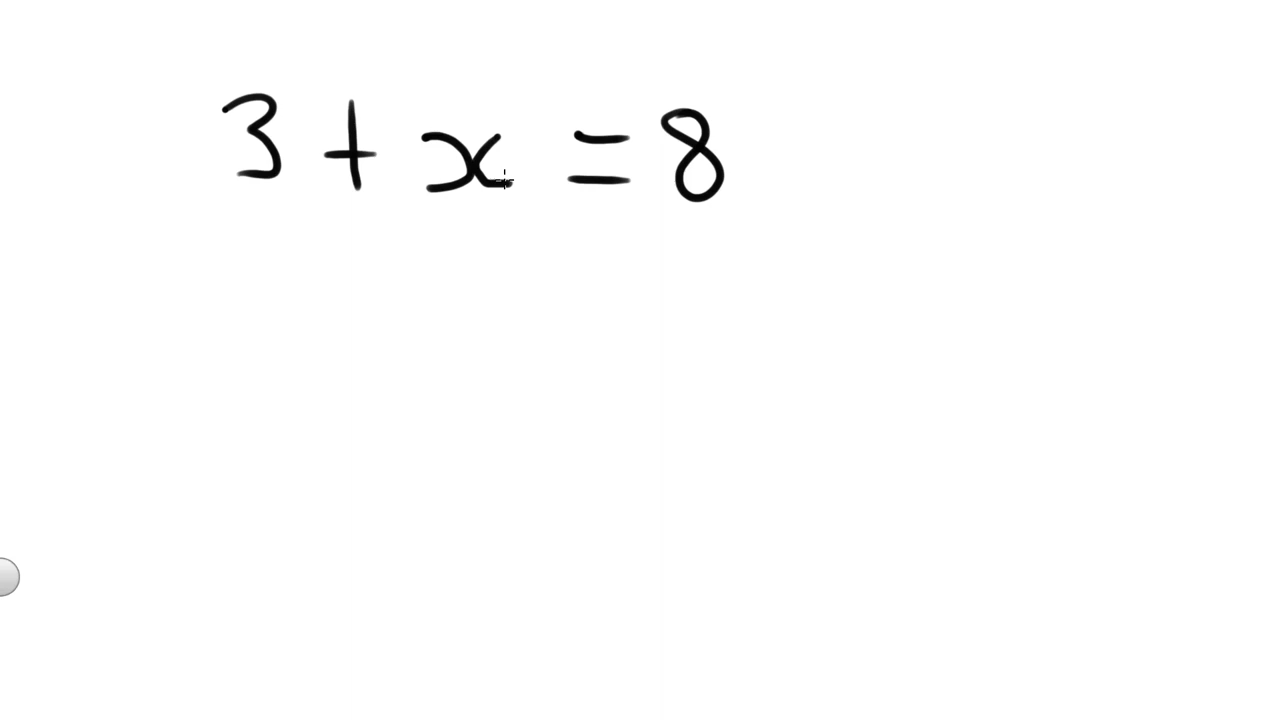 3 + x = 8